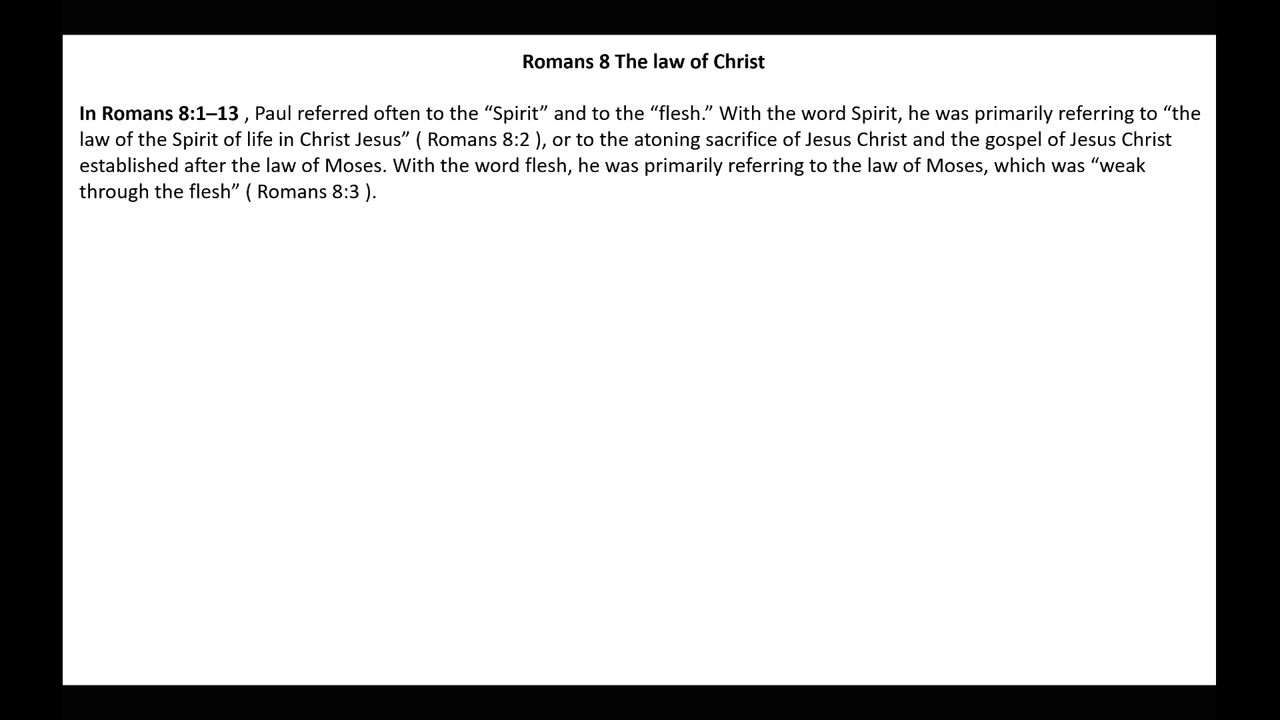 Romans 8 The law of Christ
In Romans 8:1–13 , Paul referred often to the “Spirit” and to the “flesh.” With the word Spirit, he was primarily referring to “the
law of the Spirit of life in Christ Jesus” ( Romans 8:2 ), or to the atoning sacrifice of Jesus Christ and the gospel of Jesus Christ
established after the law of Moses. With the word flesh, he was primarily referring to the law of Moses, which was “weak
through the flesh” ( Romans 8:3 ).